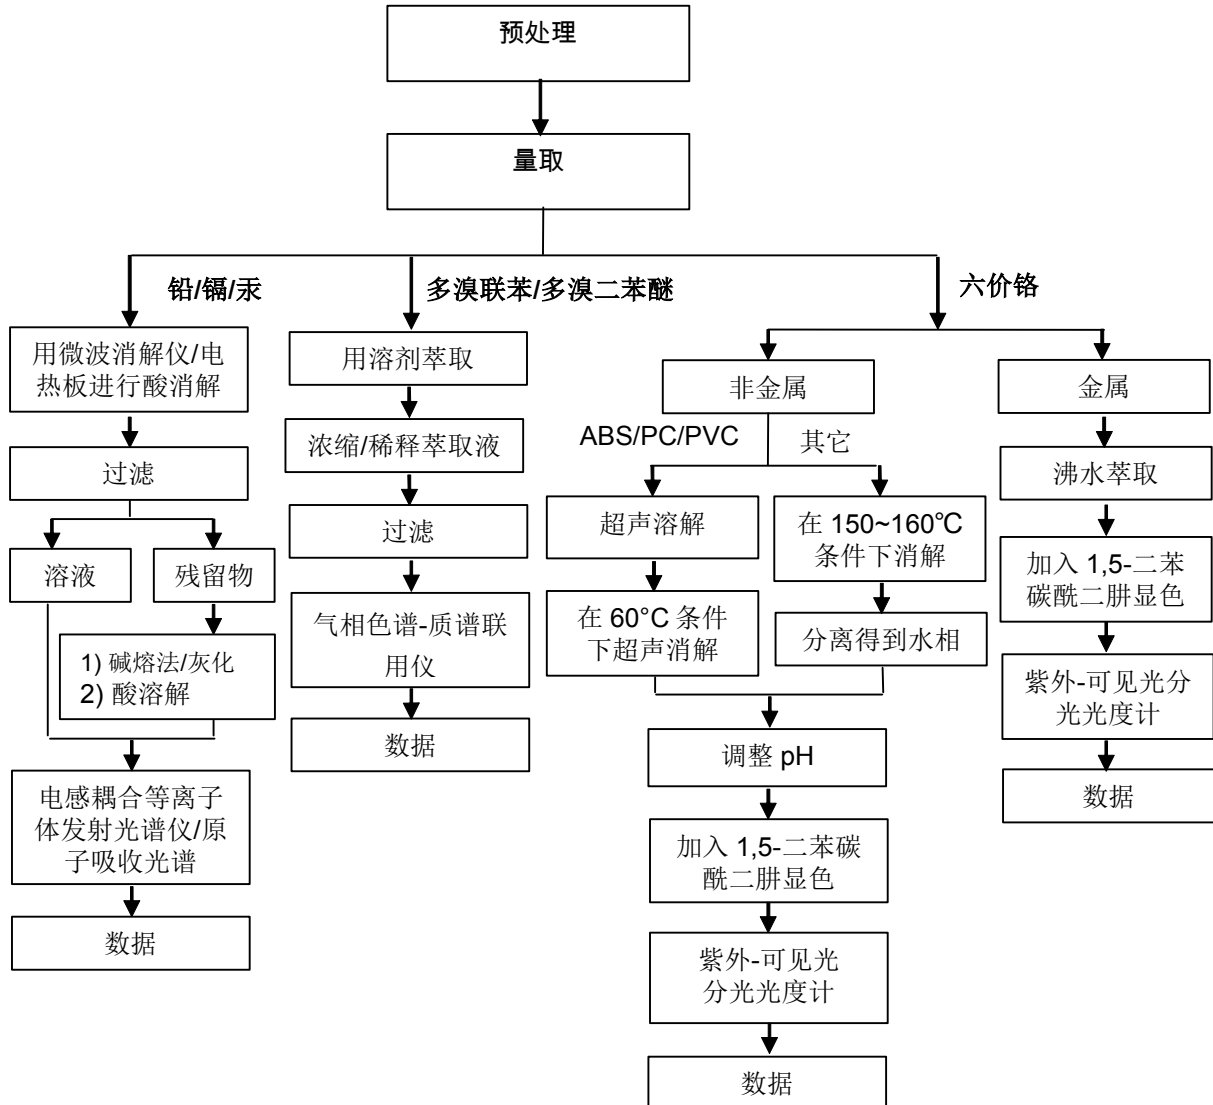 预处理
量取
铅/镉/汞
多溴联苯/多溴二苯醚
六价铬
用微波消解仪/电
热板进行酸消解
过滤
溶液
残留物
1) 碱熔法/灰化
2) 酸溶解
电感耦合等离子
体发射光谱仪/原
子吸收光谱
数据
用溶剂萃取
浓缩/稀释萃取液
过滤
气相色谱-质谱联
用仪
数据
非金属
ABS/PC/PVC
其它
超声溶解
在 60°C 条件
下超声消解
在 150~160℃
条件下消解
分离得到水相
调整 pH
加入 1,5-二苯碳
酰二肼显色
紫外-可见光
分光光度计
数据
金属
沸水萃取
加入 1,5-二苯
碳酰二肼显色
紫外-可见光分
光光度计
数据